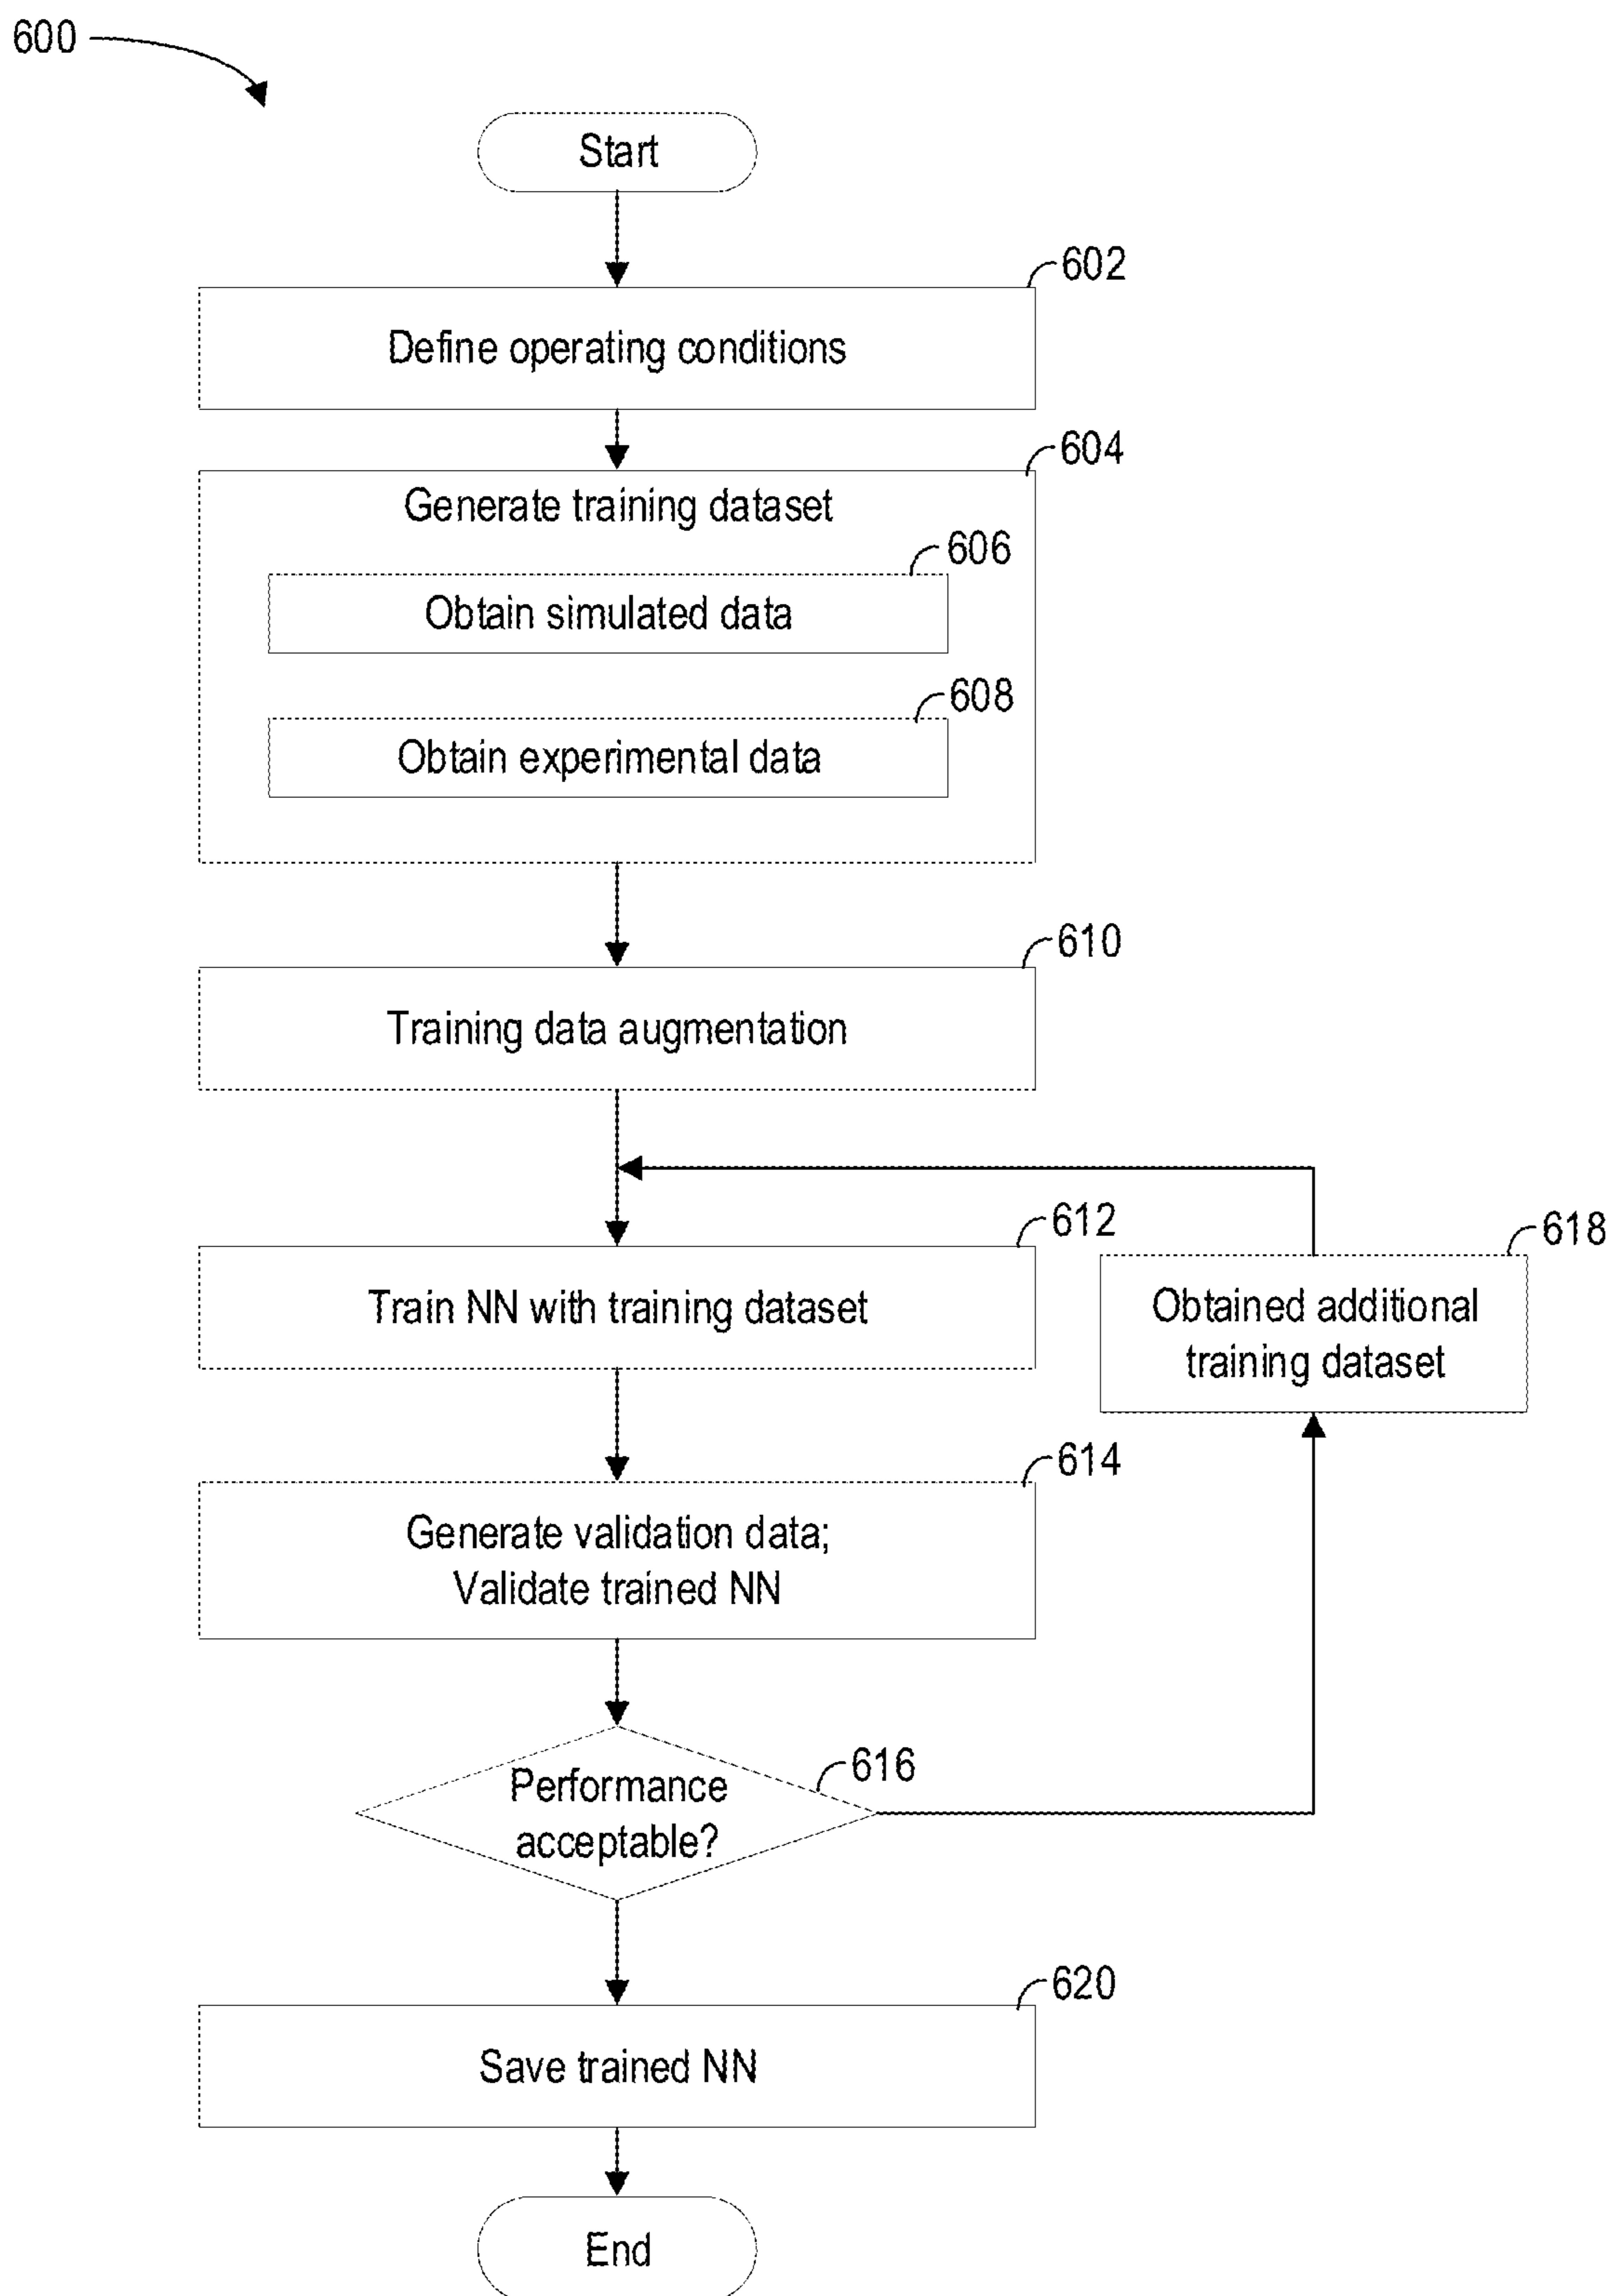 600
Start
602
Define operating conditions
604
Generate training dataset
606
Obtain simulated data
608
Obtain experimental data
610
Training data augmentation
612
Train NN with training dataset
618
Obtained additional
training dataset
614
Generate validation data;
Validate trained NN
616
Performance
acceptable?
620
Save trained NN
End